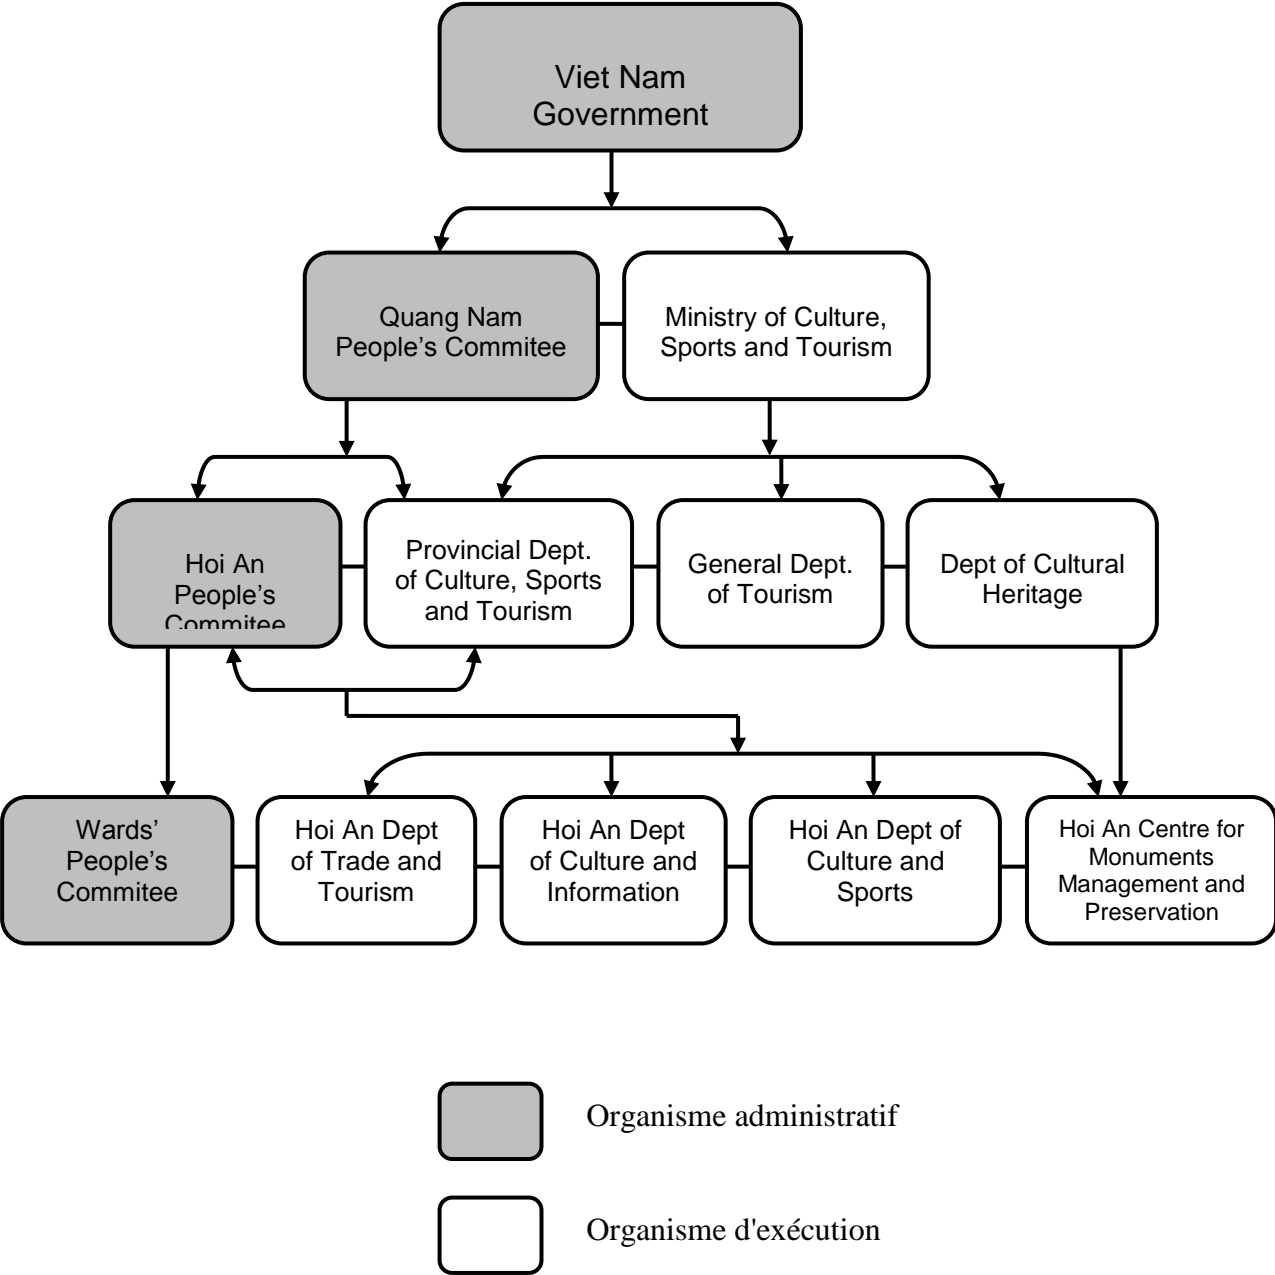 Viet Nam
Government
Quang Nam
People’s Commitee
Ministry of Culture,
Sports and Tourism
Hoi An
People’s
Commitee
Provincial Dept.
of Culture, Sports
and Tourism
General Dept.
of Tourism
Dept of Cultural
Heritage
Wards’
People’s
Commitee
Hoi An Dept
of Trade and
Tourism
Hoi An Dept
of Culture and
Information
Hoi An Dept of
Culture and
Sports
Hoi An Centre for
Monuments
Management and
Preservation
Organisme administratif
Organisme d'exécution